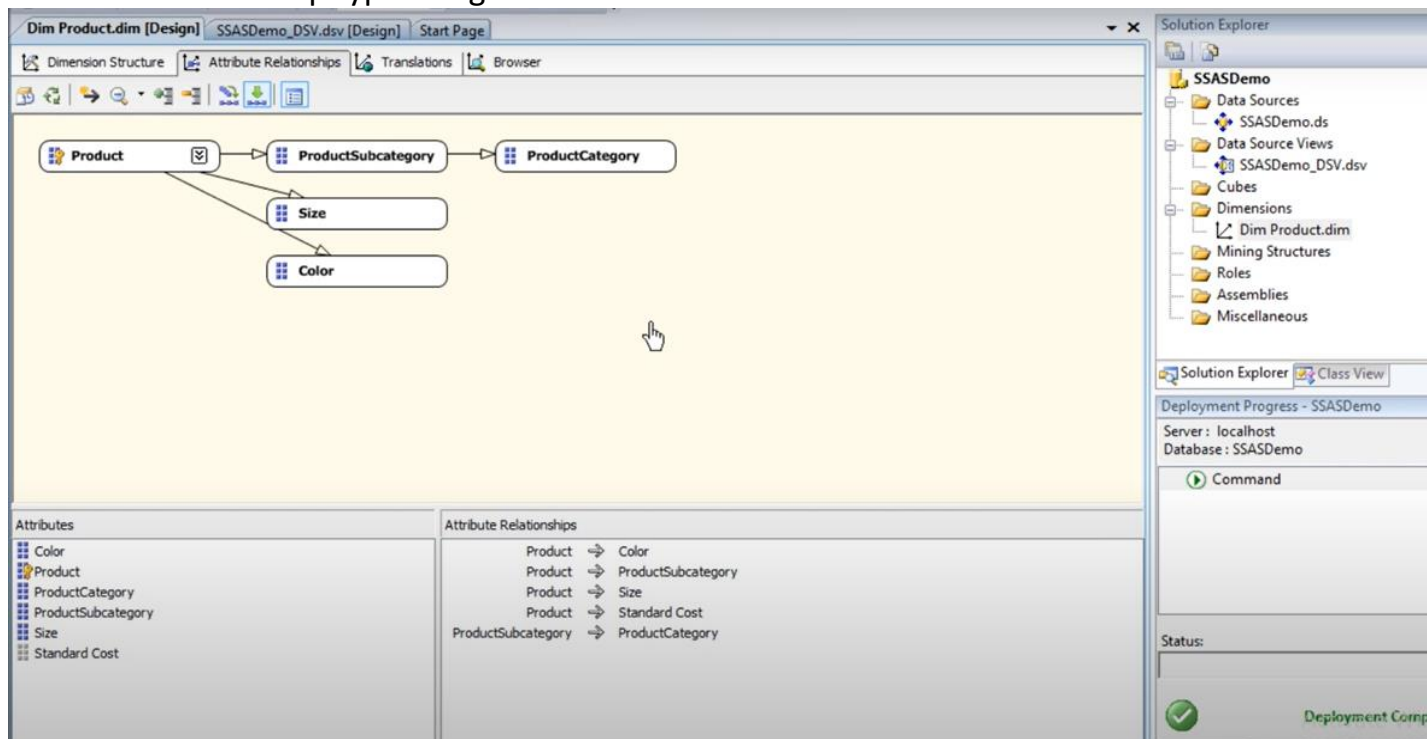 Dim Product.dim [Design] SSASDemo_DSV.dsv [Design] Start Page
Dimension Structure Attribute Relationships Translations Browser
Product ProductSubcategory ProductCategory
Size
Color
Attributes
Color
Product
ProductCategory
ProductSubcategory
Size
Standard Cost
Attribute Relationships
Product Color
Product ProductSubcategory
Product Size
Product Standard Cost
ProductSubcategory ProductCategory
Solution Explorer
SSASDemo
Data Sources
SSASDemo.ds
Data Source Views
SSASDemo_DSV.dsv
Cubes
Dimensions
Dim Product.dim
Mining Structures
Roles
Assemblies
Miscellaneous
Solution Explorer Class View
Deployment Progress - SSASDemo
Server : localhost
Database : SSASDemo
Command
Status:
Deployment